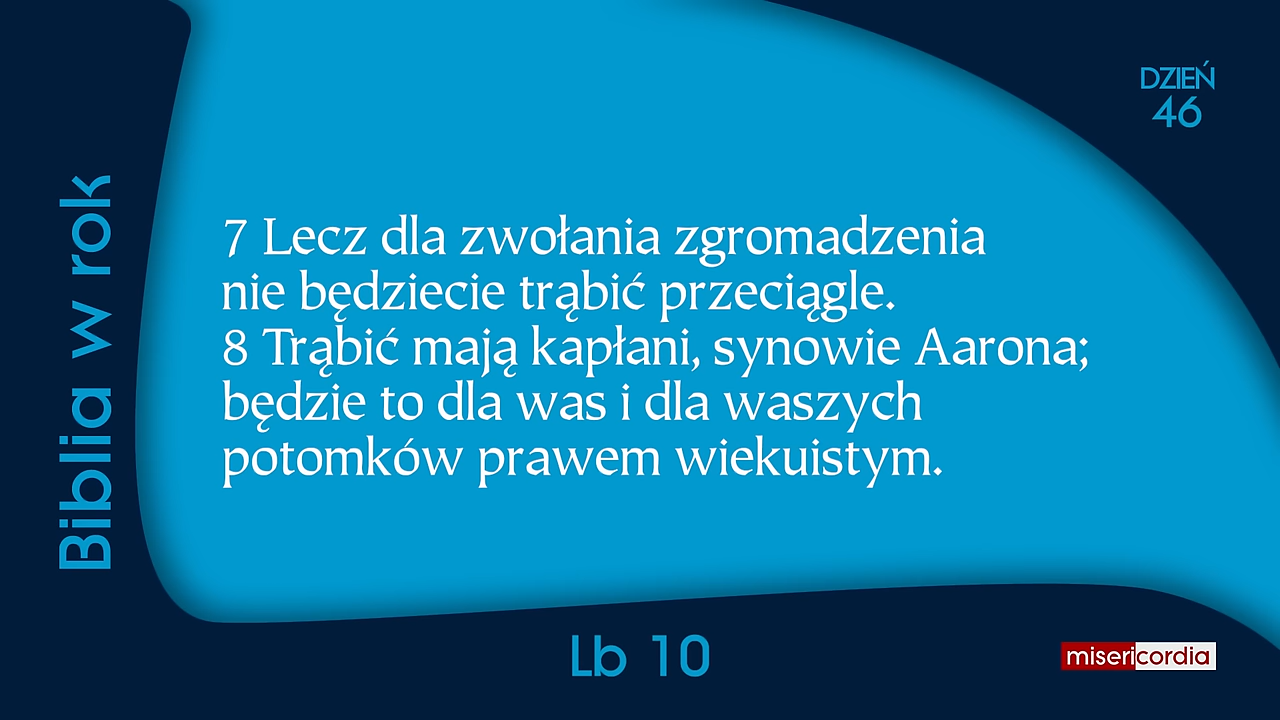 DZIEŃ
46
Biblia w rok
7 Lecz dla zwołania zgromadzenia
nie będziecie trąbić przeciągle.
8 Trąbić mają kapłani, synowie Aarona;
będzie to dla was i dla waszych
potomków prawem wiekuistym.
Lb 10
misericordia